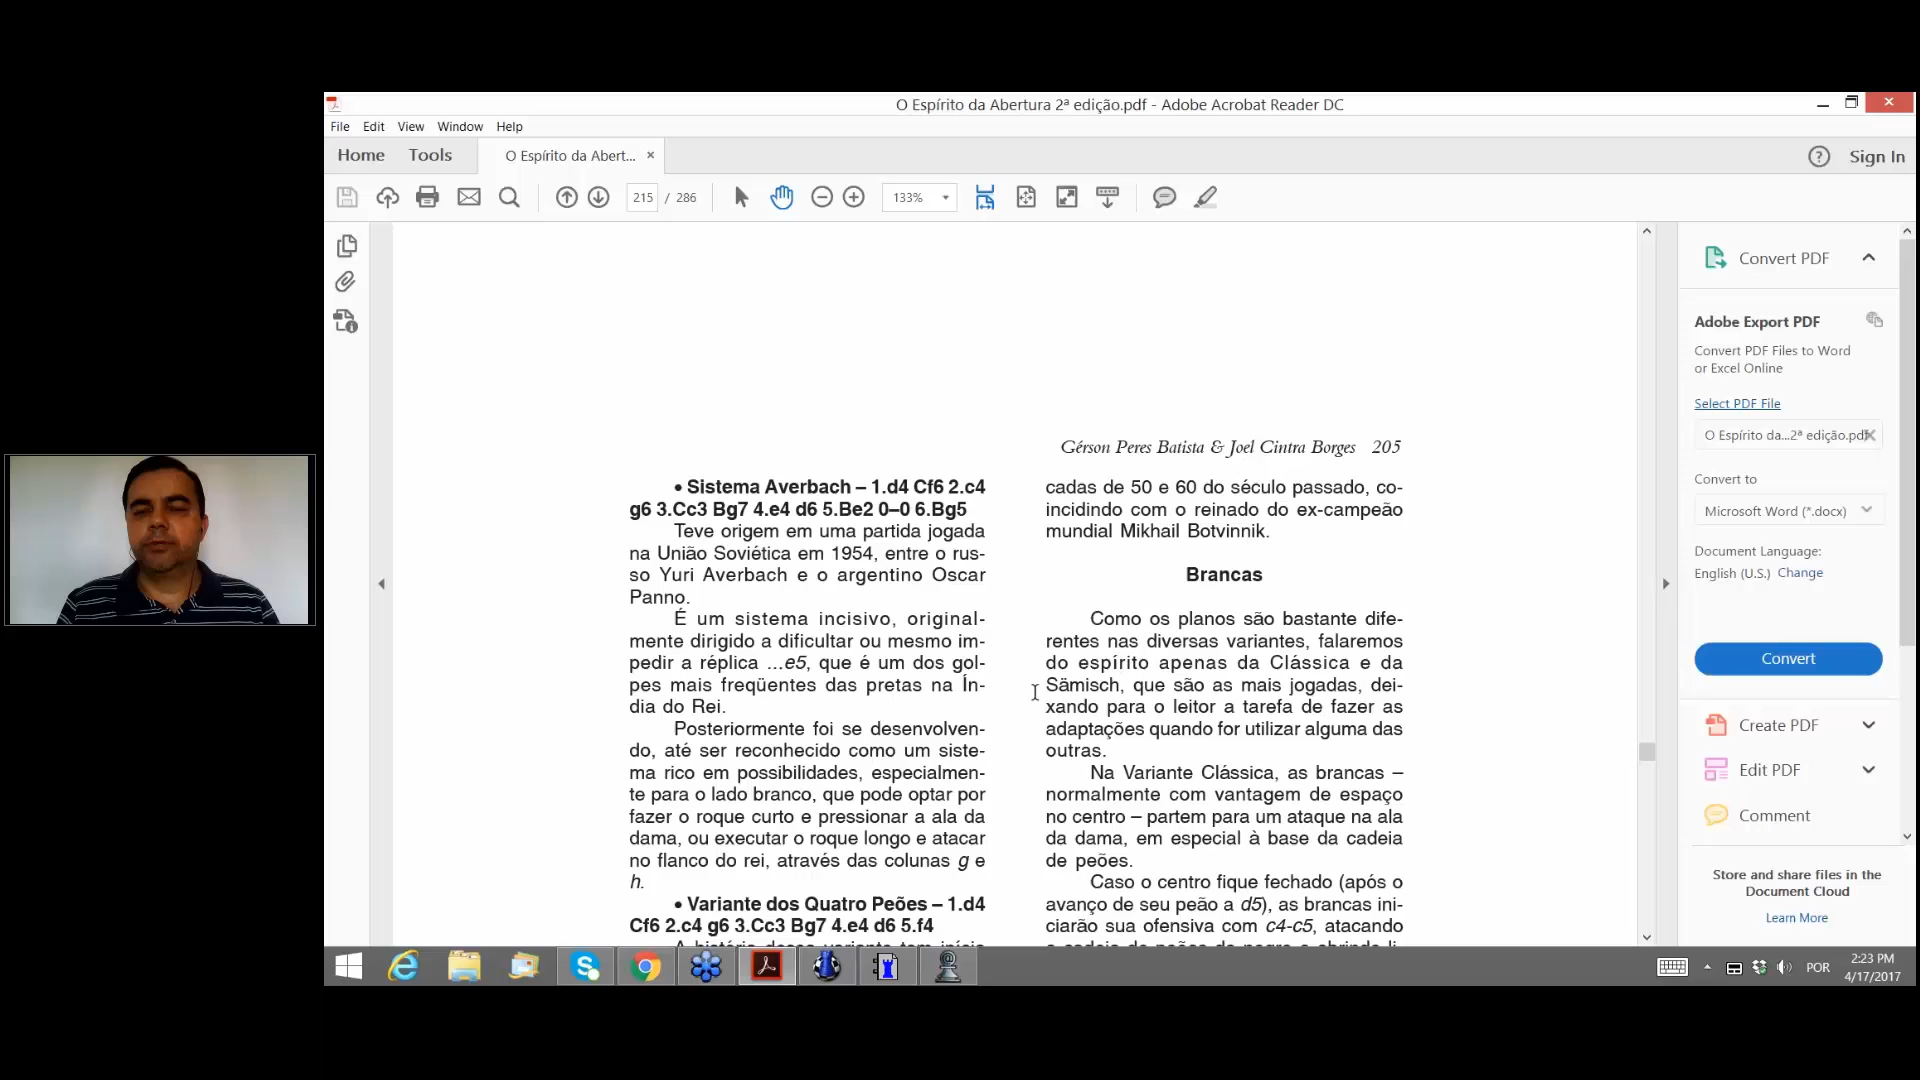 O Espírito da Abertura 2ª edição.pdf - Adobe Acrobat Reader DC
File Edit View Window Help
Home Tools O Espírito da Abert... × Sign In
215 / 286 133%
Gérson Peres Batista & Joel Cintra Borges 205
• Sistema Averbach – 1.d4 Cf6 2.c4
g6 3.Cc3 Bg7 4.e4 d6 5.Be2 0–0 6.Bg5
Teve origem em uma partida jogada
na União Soviética em 1954, entre o rus-
so Yuri Averbach e o argentino Oscar
Panno.
É um sistema incisivo, original-
mente dirigido a dificultar ou mesmo im-
pedir a réplica ...e5, que é um dos gol-
pes mais freqüentes das pretas na Ín-
dia do Rei.
Posteriormente foi se desenvolven-
do, até ser reconhecido como um siste-
ma rico em possibilidades, especialmen-
te para o lado branco, que pode optar por
fazer o roque curto e pressionar a ala da
dama, ou executar o roque longo e atacar
no flanco do rei, através das colunas g e
h.
• Variante dos Quatro Peões – 1.d4
Cf6 2.c4 g6 3.Cc3 Bg7 4.e4 d6 5.f4
cadas de 50 e 60 do século passado, co-
incidindo com o reinado do ex-campeão
mundial Mikhail Botvinnik.
Brancas
Como os planos são bastante dife-
rentes nas diversas variantes, falaremos
do espírito apenas da Clássica e da
Sämisch, que são as mais jogadas, dei-
xando para o leitor a tarefa de fazer as
adaptações quando for utilizar alguma das
outras.
Na Variante Clássica, as brancas –
normalmente com vantagem de espaço
no centro – partem para um ataque na ala
da dama, em especial à base da cadeia
de peões.
Caso o centro fique fechado (após o
avanço de seu peão a d5), as brancas ini-
ciarão sua ofensiva com c4-c5, atacando
Convert PDF
Adobe Export PDF
Convert PDF Files to Word
or Excel Online
Select PDF File
O Espírito da...2ª edição.pdf
Convert to
Microsoft Word (*.docx)
Document Language:
English (U.S.) Change
Convert
Create PDF
Edit PDF
Comment
Store and share files in the
Document Cloud
Learn More
POR
2:23 PM
4/17/2017